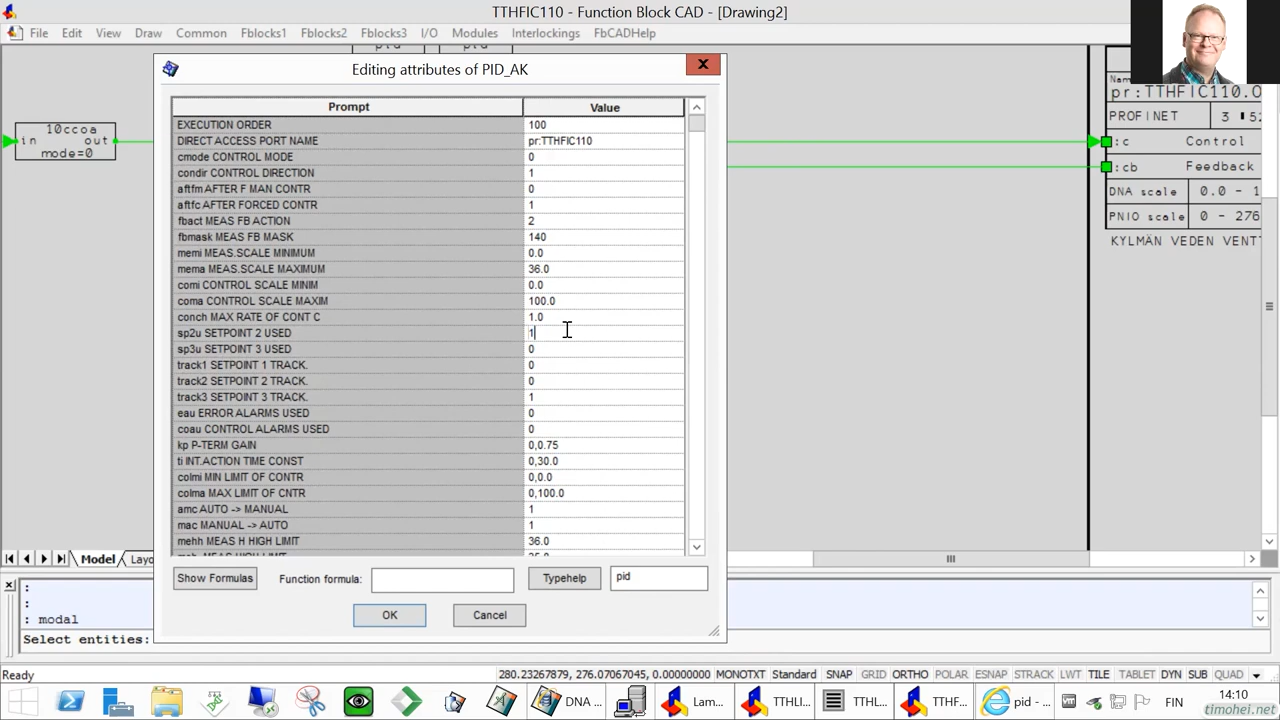 TTHFIC110 - Function Block CAD - [Drawing2]
File Edit View Draw Common Fblocks1 Fblocks2 Fblocks3 I/O Modules Interlockings FbCADHelp
pid pid
Editing attributes of PID_AK
Prompt Value
EXECUTION ORDER 100
DIRECT ACCESS PORT NAME pr:TTHFIC110
cmode CONTROL MODE 0
condir CONTROL DIRECTION 1
aftfm AFTER F MAN CONTR 0
aftfc AFTER FORCED CONTR 1
fbact MEAS FB ACTION 2
fbmask MEAS FB MASK 140
memi MEAS.SCALE MINIMUM 0.0
mema MEAS.SCALE MAXIMUM 36.0
comi CONTROL SCALE MINIM 0.0
coma CONTROL SCALE MAXIM 100.0
conch MAX RATE OF CONT C 1.0
sp2u SETPOINT 2 USED 1
sp3u SETPOINT 3 USED 0
track1 SETPOINT 1 TRACK. 0
track2 SETPOINT 2 TRACK. 0
track3 SETPOINT 3 TRACK. 1
eau ERROR ALARMS USED 0
coau CONTROL ALARMS USED 0
kp P-TERM GAIN 0,0.75
ti INT.ACTION TIME CONST 0,30.0
colmi MIN LIMIT OF CONTR 0,0.0
colma MAX LIMIT OF CNTR 0,100.0
amc AUTO -> MANUAL 1
mac MANUAL -> AUTO 1
mehh MEAS H HIGH LIMIT 36.0
Show Formulas Function formula: Typehelp pid
OK Cancel
10ccoa
in out
mode=0
pr:TTHFIC110.O
PROFINET 3
:c Control
:cb Feedback
DNA scale 0.0 - 1
PNIO scale 0 - 276
KYLMÄN VEDEN VENTT
Model Layo
:
:
: modal
Select entities:
Ready 280.23267879, 276.07067045, 0.00000000 MONOTXT Standard SNAP GRID ORTHO POLAR ESNAP STRACK LWT TILE TABLET DYN SUB QUAD
DNA ... Lam... THHLI... TTHL... TTHF... pid - ... FIN 14:10
timohei.net